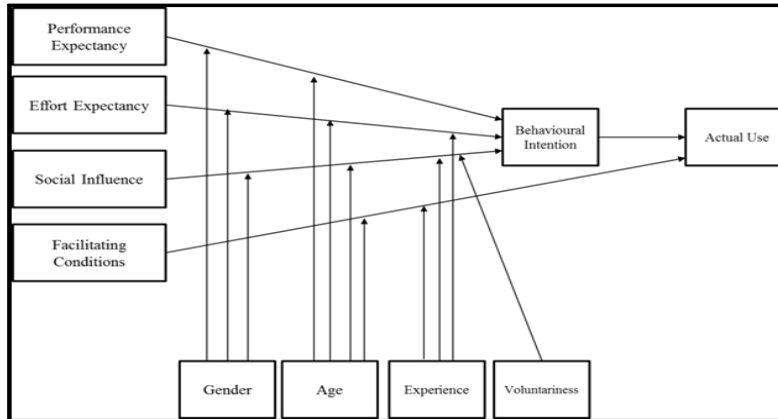 Performance
Expectancy
Effort Expectancy
Social Influence
Facilitating
Conditions
Behavioural
Intention
Actual Use
Gender
Age
Experience
Voluntariness